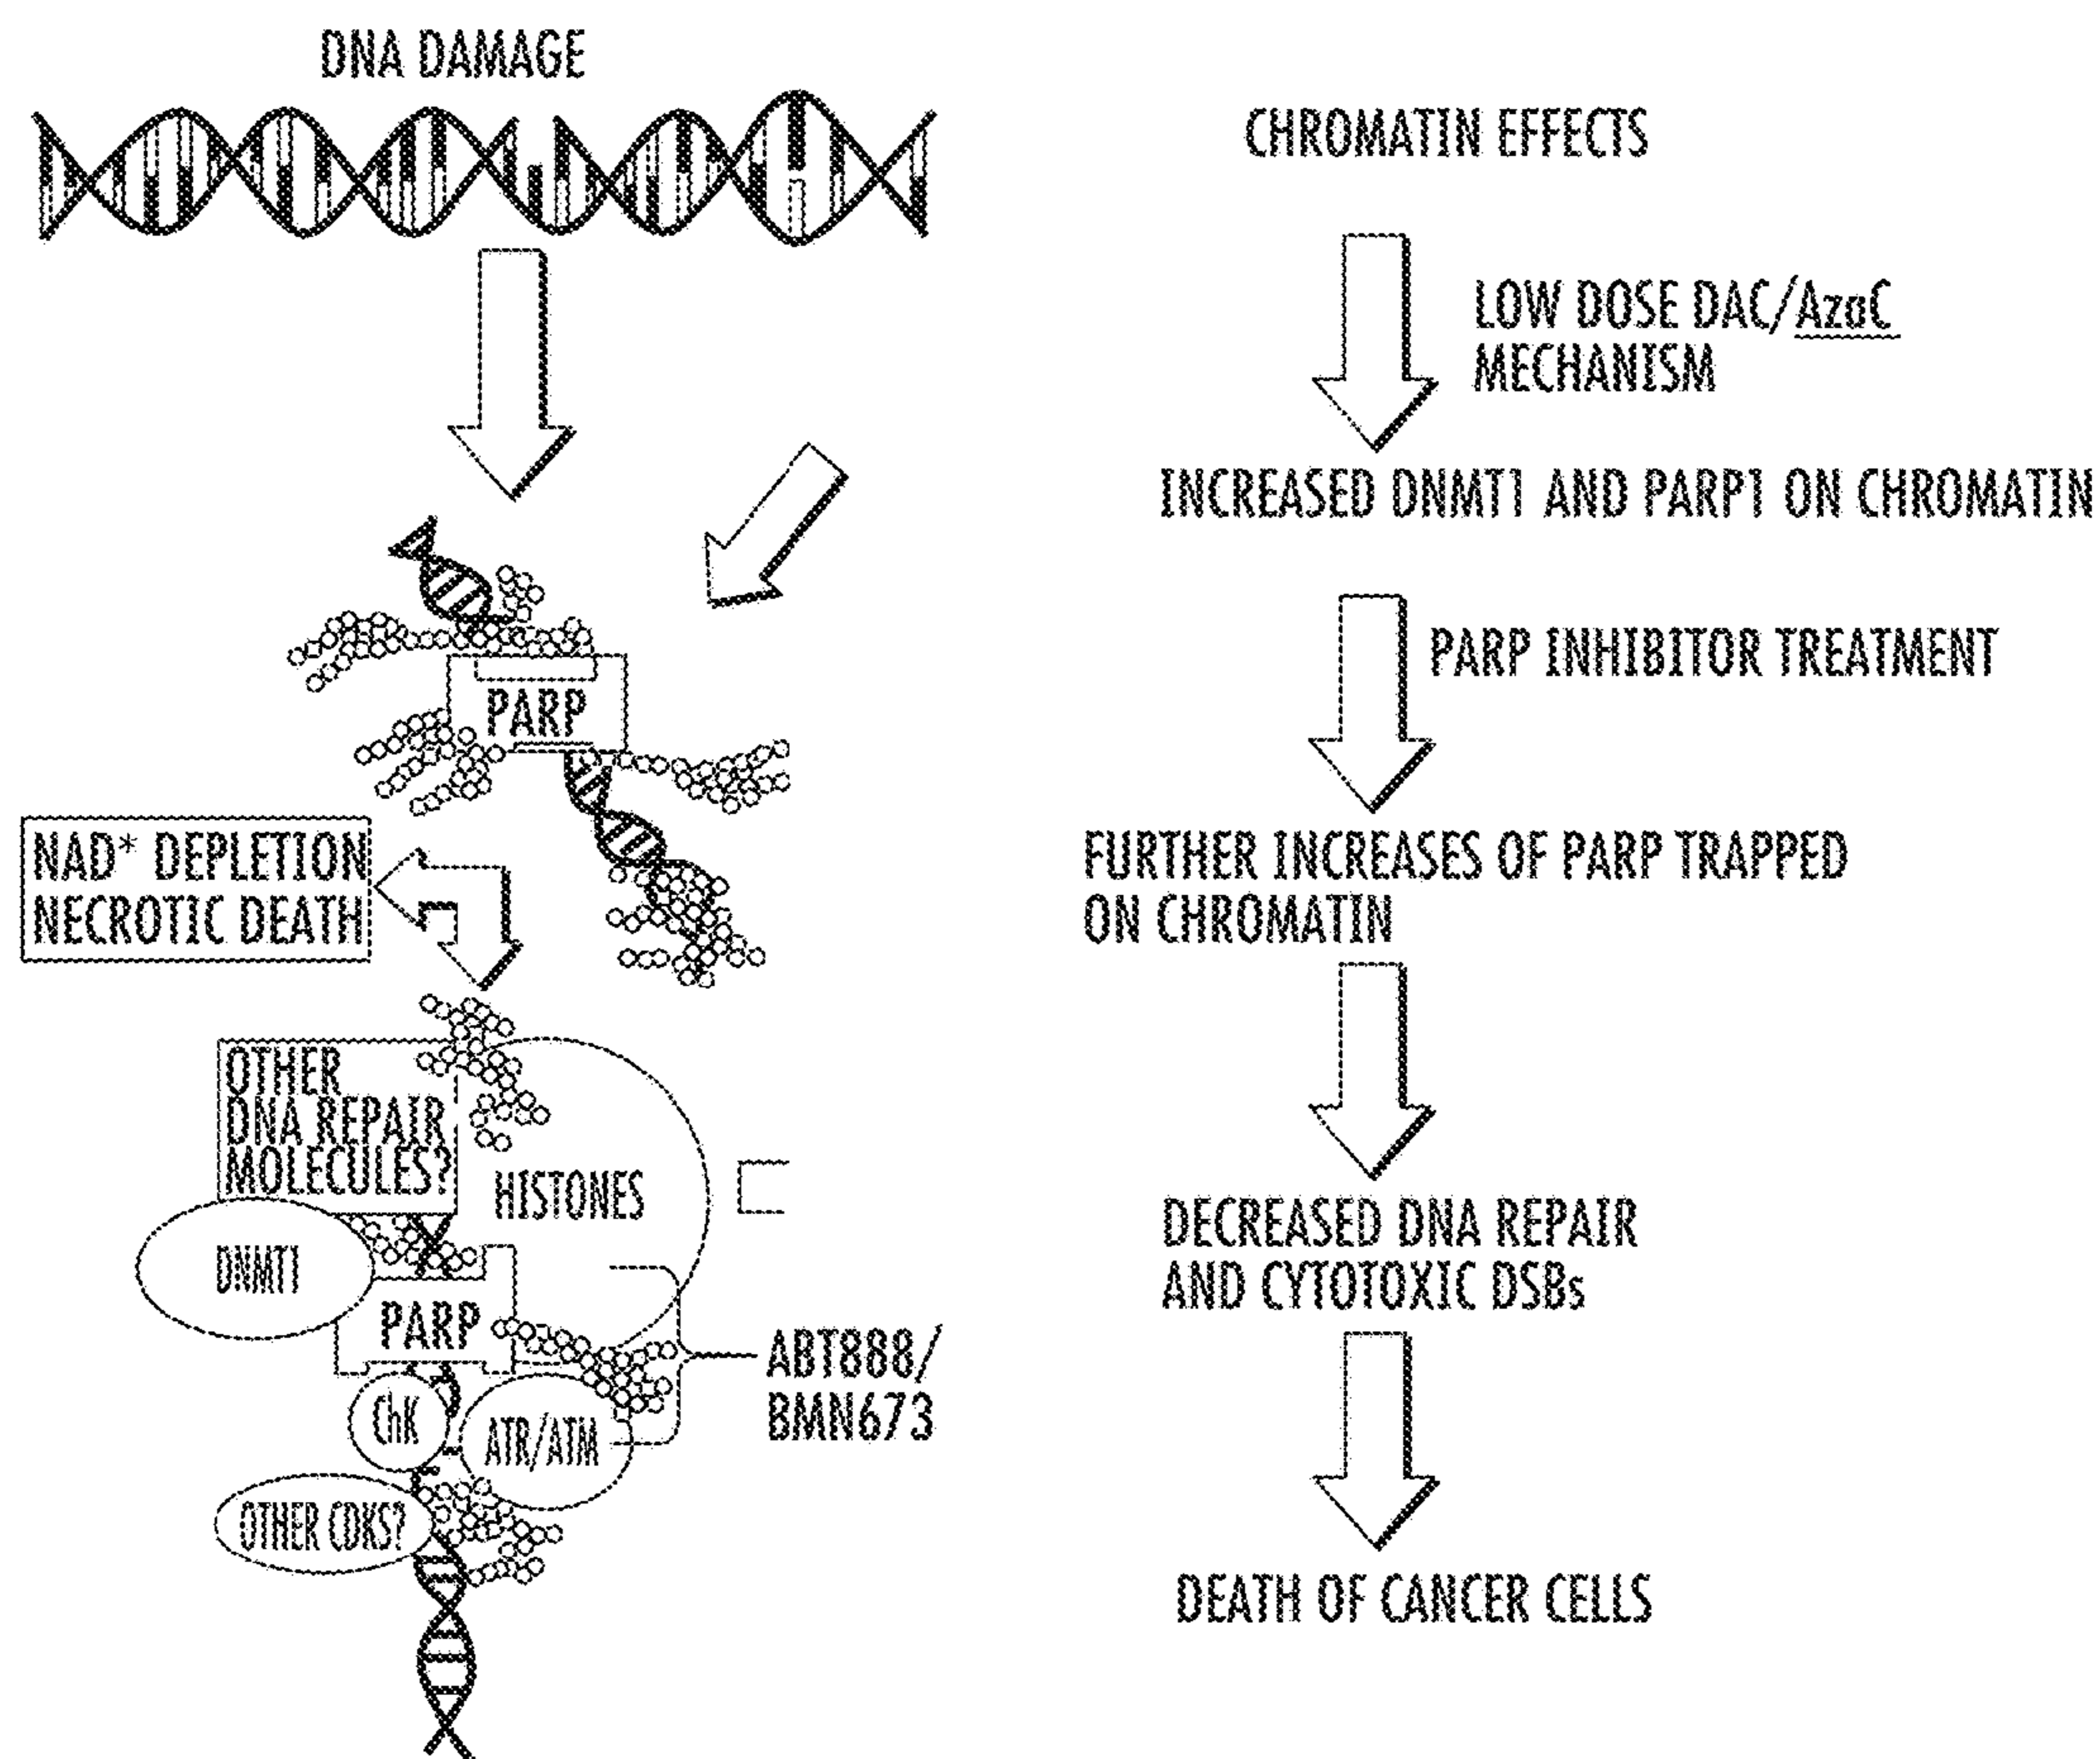 DNA DAMAGE
PARP
NAD* DEPLETION
NECROTIC DEATH
OTHER
DNA REPAIR
MOLECULES?
HISTONES
DNMT1
PARP
ChK
ATR/ATM
OTHER CDKS?
ABT888/
BMN673
CHROMATIN EFFECTS
LOW DOSE DAC/AzaC
MECHANISM
INCREASED DNMT1 AND PARP1 ON CHROMATIN
PARP INHIBITOR TREATMENT
FURTHER INCREASES OF PARP TRAPPED
ON CHROMATIN
DECREASED DNA REPAIR
AND CYTOTOXIC DSBs
DEATH OF CANCER CELLS